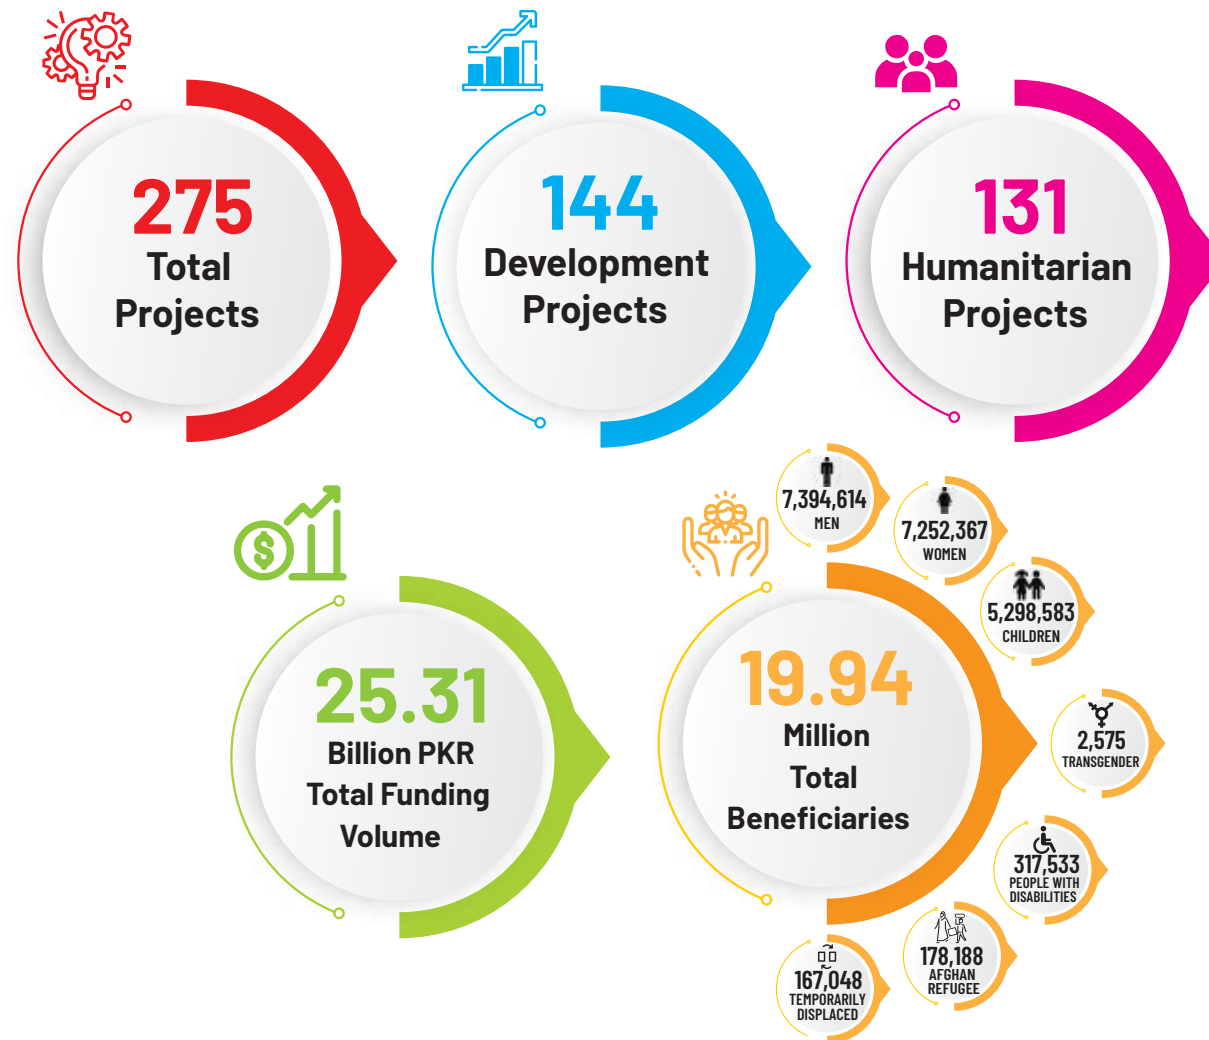 275
Total
Projects
144
Development
Projects
131
Humanitarian
Projects
25.31
Billion PKR
Total Funding
Volume
19.94
Million
Total
Beneficiaries
7,394,614
MEN
7,252,367
WOMEN
5,298,583
CHILDREN
2,575
TRANSGENDER
317,533
PEOPLE WITH
DISABILITIES
178,188
AFGHAN
REFUGEE
167,048
TEMPORARILY
DISPLACED